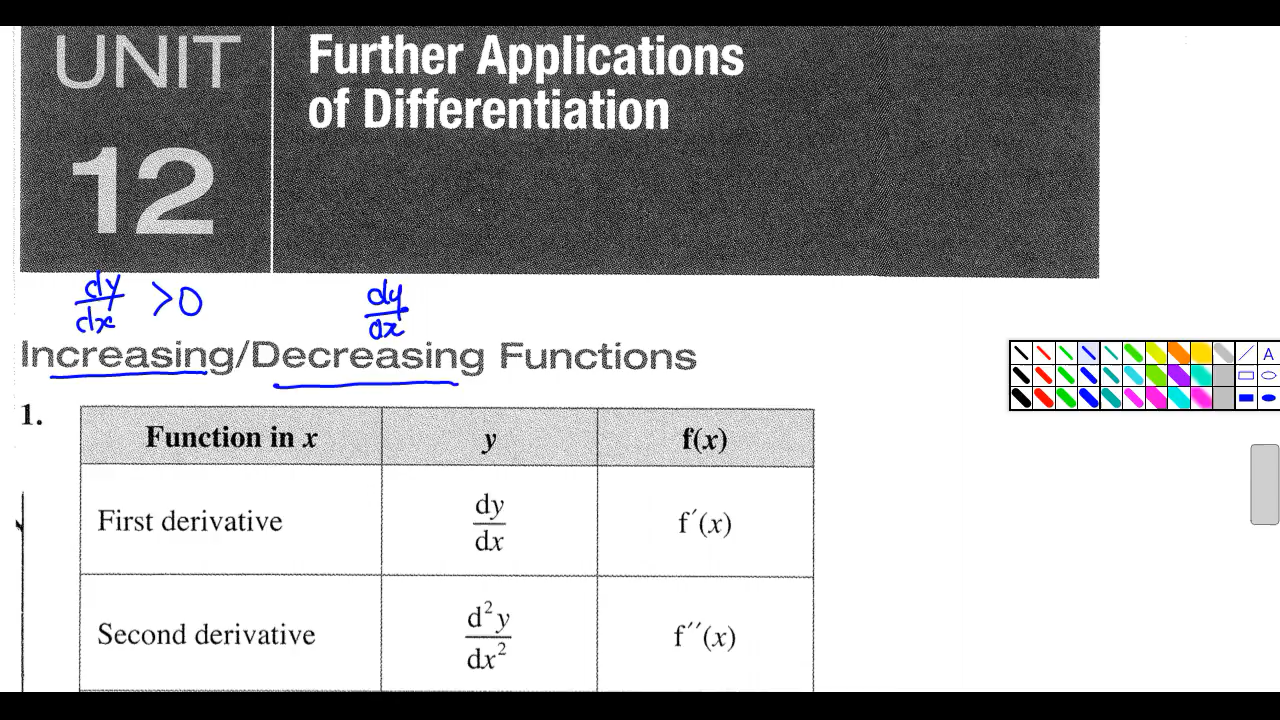 UNIT
12
Further Applications
of Differentiation
dy/dx >0 dy/dx
Increasing/Decreasing Functions
1.
Function in x y f(x)
First derivative dy/dx f′(x)
Second derivative d²y/dx² f′′(x)
A